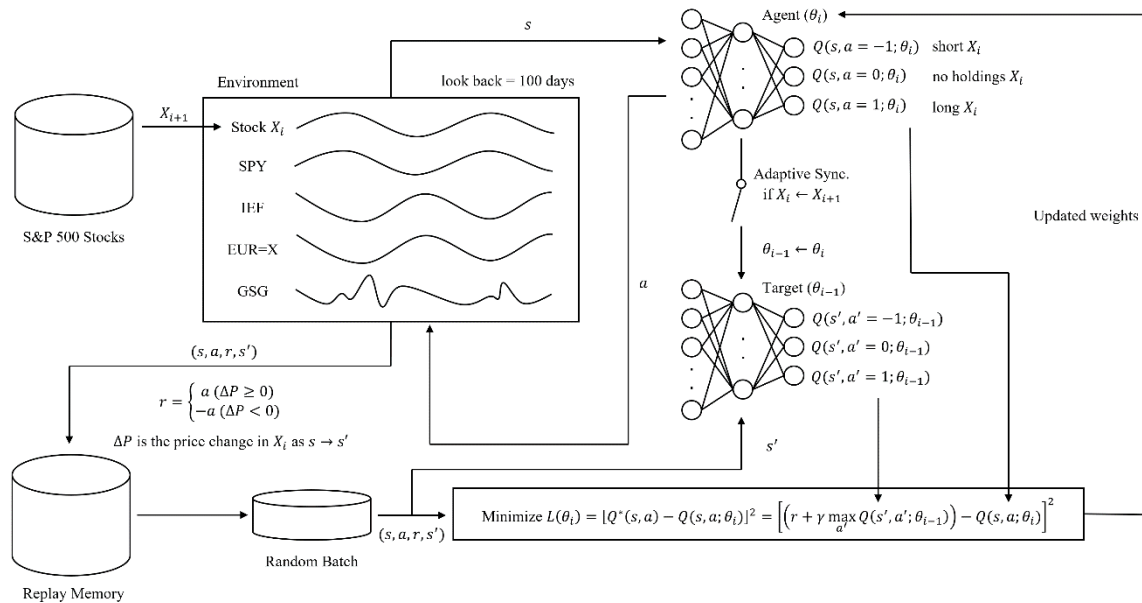 s
Agent (θ_i)
Q(s, a = −1; θ_i) short X_i
Q(s, a = 0; θ_i) no holdings X_i
Q(s, a = 1; θ_i) long X_i
Environment
look back = 100 days
X_{i+1}
Stock X_i
SPY
IEF
EUR=X
GSG
S&P 500 Stocks
Adaptive Sync.
if X_i ← X_{i+1}
Updated weights
θ_{i−1} ← θ_i
a
Target (θ_{i−1})
Q(s′, a′ = −1; θ_{i−1})
Q(s′, a′ = 0; θ_{i−1})
Q(s′, a′ = 1; θ_{i−1})
(s, a, r, s′)
r = { a (ΔP ≥ 0)
−a (ΔP < 0)
ΔP is the price change in X_i as s → s′
s′
Minimize L(θ_i) = ⌊Q*(s, a) − Q(s, a; θ_i)⌋² = [(r + γ max_{a′} Q(s′, a′; θ_{i−1})) − Q(s, a; θ_i)]²
(s, a, r, s′)
Random Batch
Replay Memory